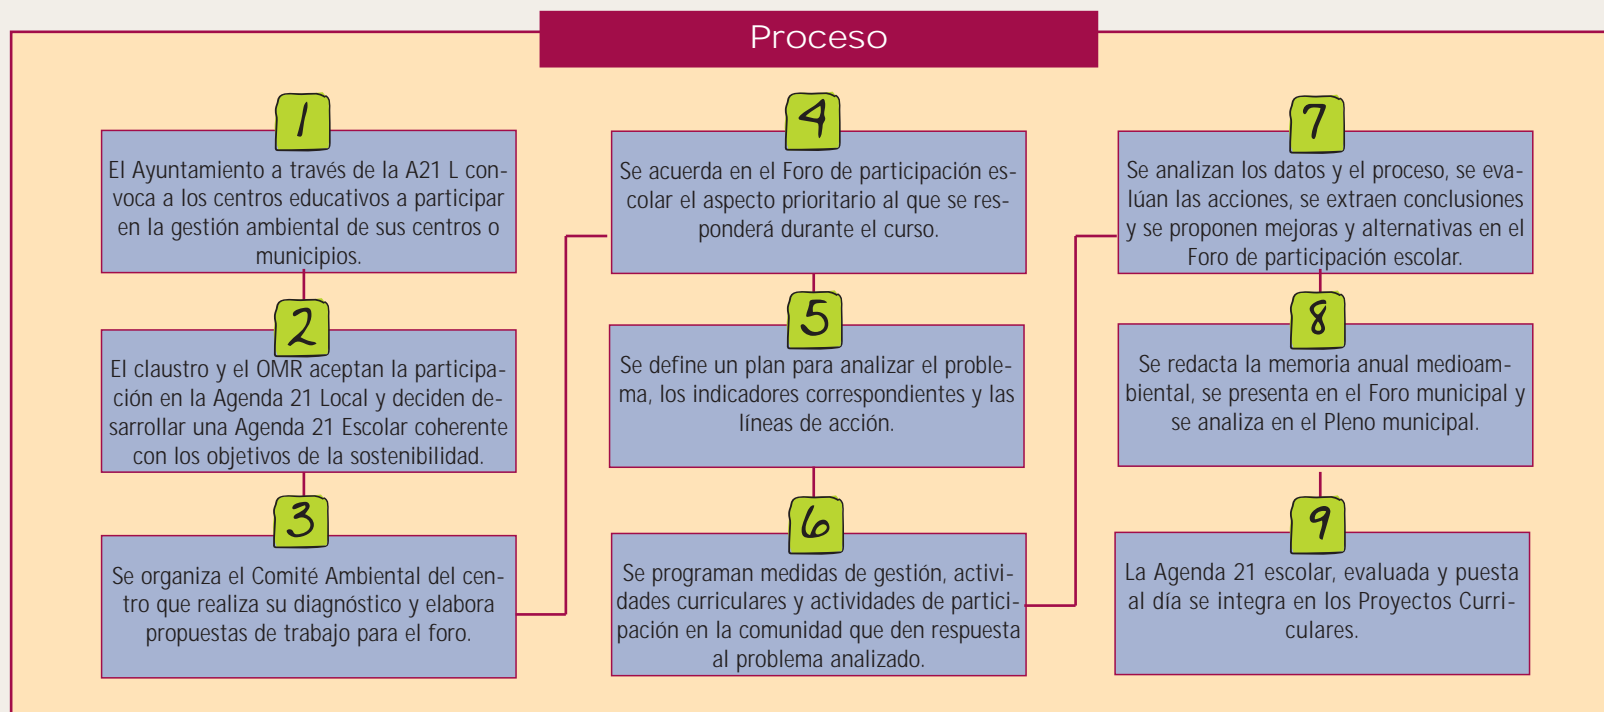 Proceso
1
El Ayuntamiento a través de la A21 L con-
voca a los centros educativos a participar
en la gestión ambiental de sus centros o
municipios.
2
El claustro y el OMR aceptan la participa-
ción en la Agenda 21 Local y deciden de-
sarrollar una Agenda 21 Escolar coherente
con los objetivos de la sostenibilidad.
3
Se organiza el Comité Ambiental del cen-
tro que realiza su diagnóstico y elabora
propuestas de trabajo para el foro.
4
Se acuerda en el Foro de participación es-
colar el aspecto prioritario al que se res-
ponderá durante el curso.
5
Se define un plan para analizar el proble-
ma, los indicadores correspondientes y las
líneas de acción.
6
Se programan medidas de gestión, activi-
dades curriculares y actividades de partici-
pación en la comunidad que den respuesta
al problema analizado.
7
Se analizan los datos y el proceso, se eva-
lúan las acciones, se extraen conclusiones
y se proponen mejoras y alternativas en el
Foro de participación escolar.
8
Se redacta la memoria anual medioam-
biental, se presenta en el Foro municipal y
se analiza en el Pleno municipal.
9
La Agenda 21 escolar, evaluada y puesta
al día se integra en los Proyectos Curri-
culares.